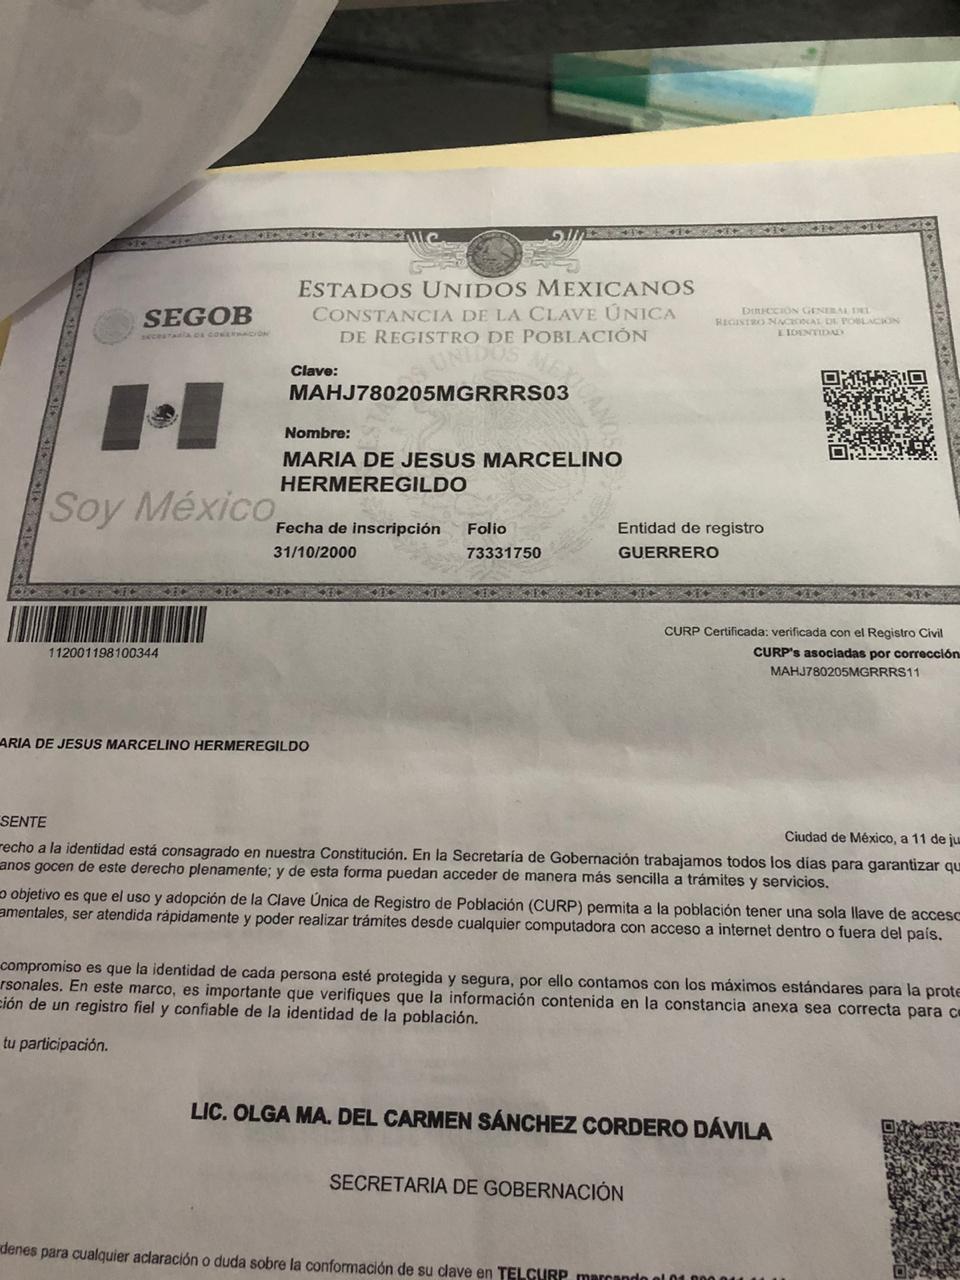 ESTADOS UNIDOS MEXICANOS
CONSTANCIA DE LA CLAVE ÚNICA
DE REGISTRO DE POBLACIÓN
SEGOB
SECRETARÍA DE GOBERNACIÓN
DIRECCIÓN GENERAL DEL
REGISTRO NACIONAL DE POBLACIÓN
E IDENTIDAD
Clave:
MAHJ780205MGRRRS03
Nombre:
MARIA DE JESUS MARCELINO
HERMEREGILDO
Soy México
Fecha de inscripción Folio Entidad de registro
31/10/2000 73331750 GUERRERO
112001198100344
CURP Certificada: verificada con el Registro Civil
CURP's asociadas por corrección
MAHJ780205MGRRRS11
ARIA DE JESUS MARCELINO HERMEREGILDO
SENTE
Ciudad de México, a 11 de ju
recho a la identidad está consagrado en nuestra Constitución. En la Secretaría de Gobernación trabajamos todos los días para garantizar qu
anos gocen de este derecho plenamente; y de esta forma puedan acceder de manera más sencilla a trámites y servicios.
o objetivo es que el uso y adopción de la Clave Única de Registro de Población (CURP) permita a la población tener una sola llave de acceso
amentales, ser atendida rápidamente y poder realizar trámites desde cualquier computadora con acceso a internet dentro o fuera del país.
compromiso es que la identidad de cada persona esté protegida y segura, por ello contamos con los máximos estándares para la prote
rsonales. En este marco, es importante que verifiques que la información contenida en la constancia anexa sea correcta para c
ción de un registro fiel y confiable de la identidad de la población.
tu participación.
LIC. OLGA MA. DEL CARMEN SÁNCHEZ CORDERO DÁVILA
SECRETARIA DE GOBERNACIÓN
denes para cualquier aclaración o duda sobre la conformación de su clave en TELCURP, marcando el 01 800